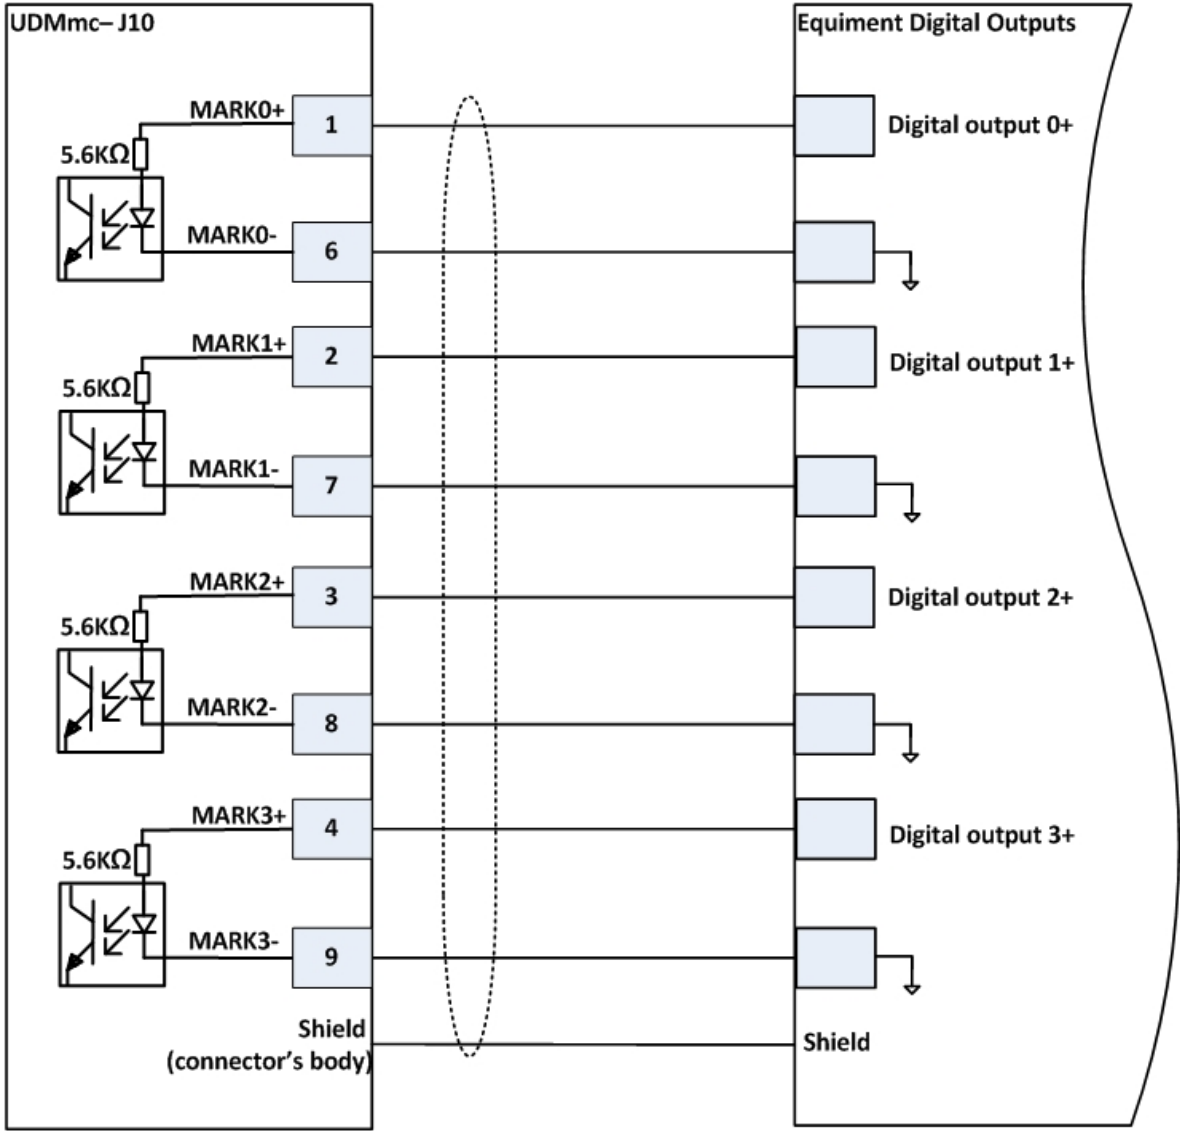 UDMmc– J10
Equiment Digital Outputs
MARK0+
1
Digital output 0+
5.6KΩ
MARK0-
6
MARK1+
2
Digital output 1+
5.6KΩ
MARK1-
7
MARK2+
3
Digital output 2+
5.6KΩ
MARK2-
8
MARK3+
4
Digital output 3+
5.6KΩ
MARK3-
9
Shield
(connector's body)
Shield